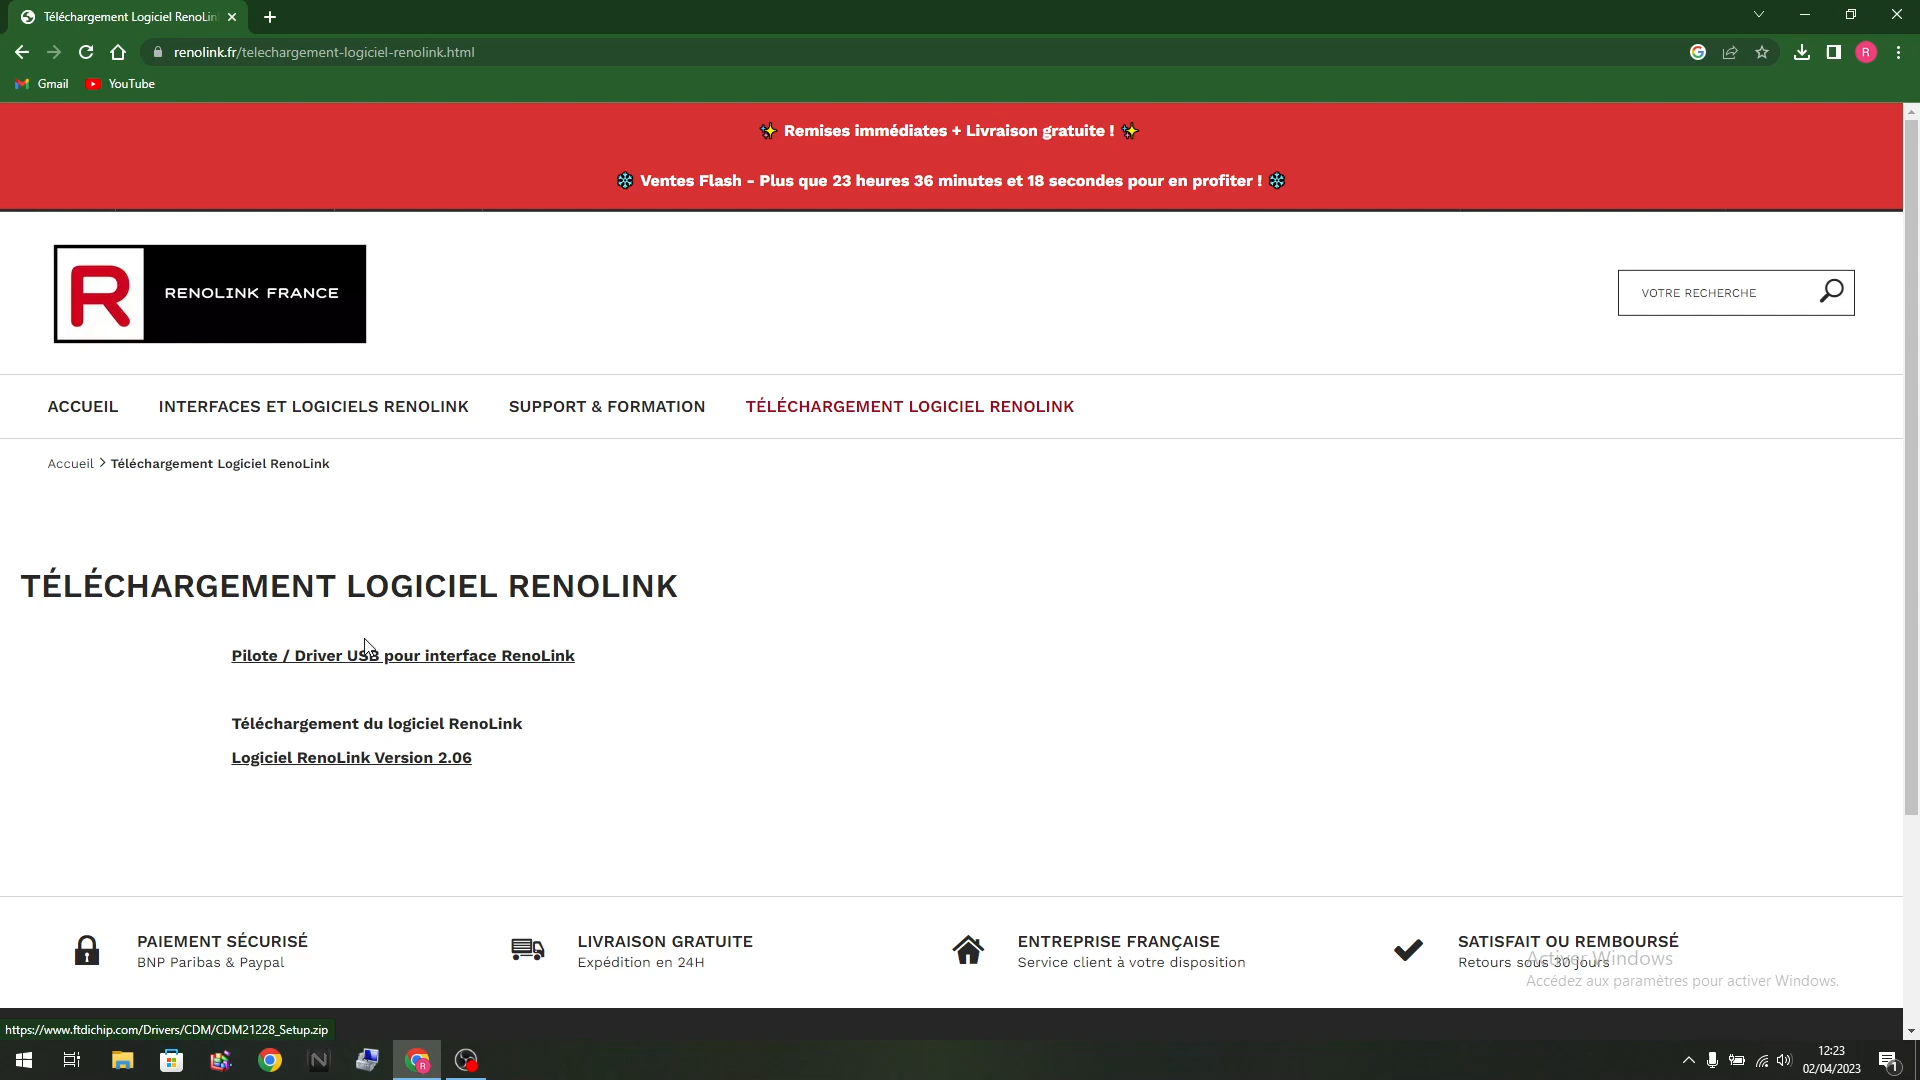 Téléchargement Logiciel RenoLin
renolink.fr/telechargement-logiciel-renolink.html
R
Gmail
YouTube
✨ Remises immédiates + Livraison gratuite ! ✨
❄ Ventes Flash - Plus que 23 heures 36 minutes et 18 secondes pour en profiter ! ❄
R
RENOLINK FRANCE
VOTRE RECHERCHE
ACCUEIL
INTERFACES ET LOGICIELS RENOLINK
SUPPORT & FORMATION
TÉLÉCHARGEMENT LOGICIEL RENOLINK
Accueil > Téléchargement Logiciel RenoLink
TÉLÉCHARGEMENT LOGICIEL RENOLINK
Pilote / Driver USB pour interface RenoLink
Téléchargement du logiciel RenoLink
Logiciel RenoLink Version 2.06
PAIEMENT SÉCURISÉ
BNP Paribas & Paypal
LIVRAISON GRATUITE
Expédition en 24H
ENTREPRISE FRANÇAISE
Service client à votre disposition
SATISFAIT OU REMBOURSÉ
Retours sous 30 jours
Activer Windows
Accédez aux paramètres pour activer Windows.
https://www.ftdichip.com/Drivers/CDM/CDM21228_Setup.zip
N
R
12:23
02/04/2023
1